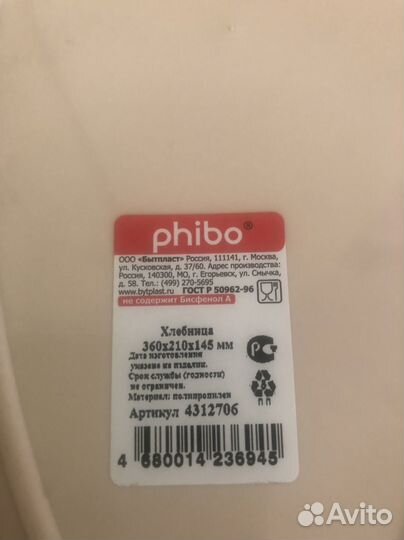 phibo®
ООО «Бытпласт» Россия, 111141, г. Москва,
ул. Кусковская, д. 37/60. Адрес производства:
Россия, 140300, МО, г. Егорьевск, ул. Смычка,
д. 58. Тел.: (499) 270-5695
www.bytplast.ru ГОСТ Р 50962-96
не содержит Бисфенол А
Хлебница
360х210х145 мм
Дата изготовления
указана на изделии.
Срок службы (годности)
не ограничен.
Материал: полипропилен
Артикул 4312706
4 680014 236945
Avito